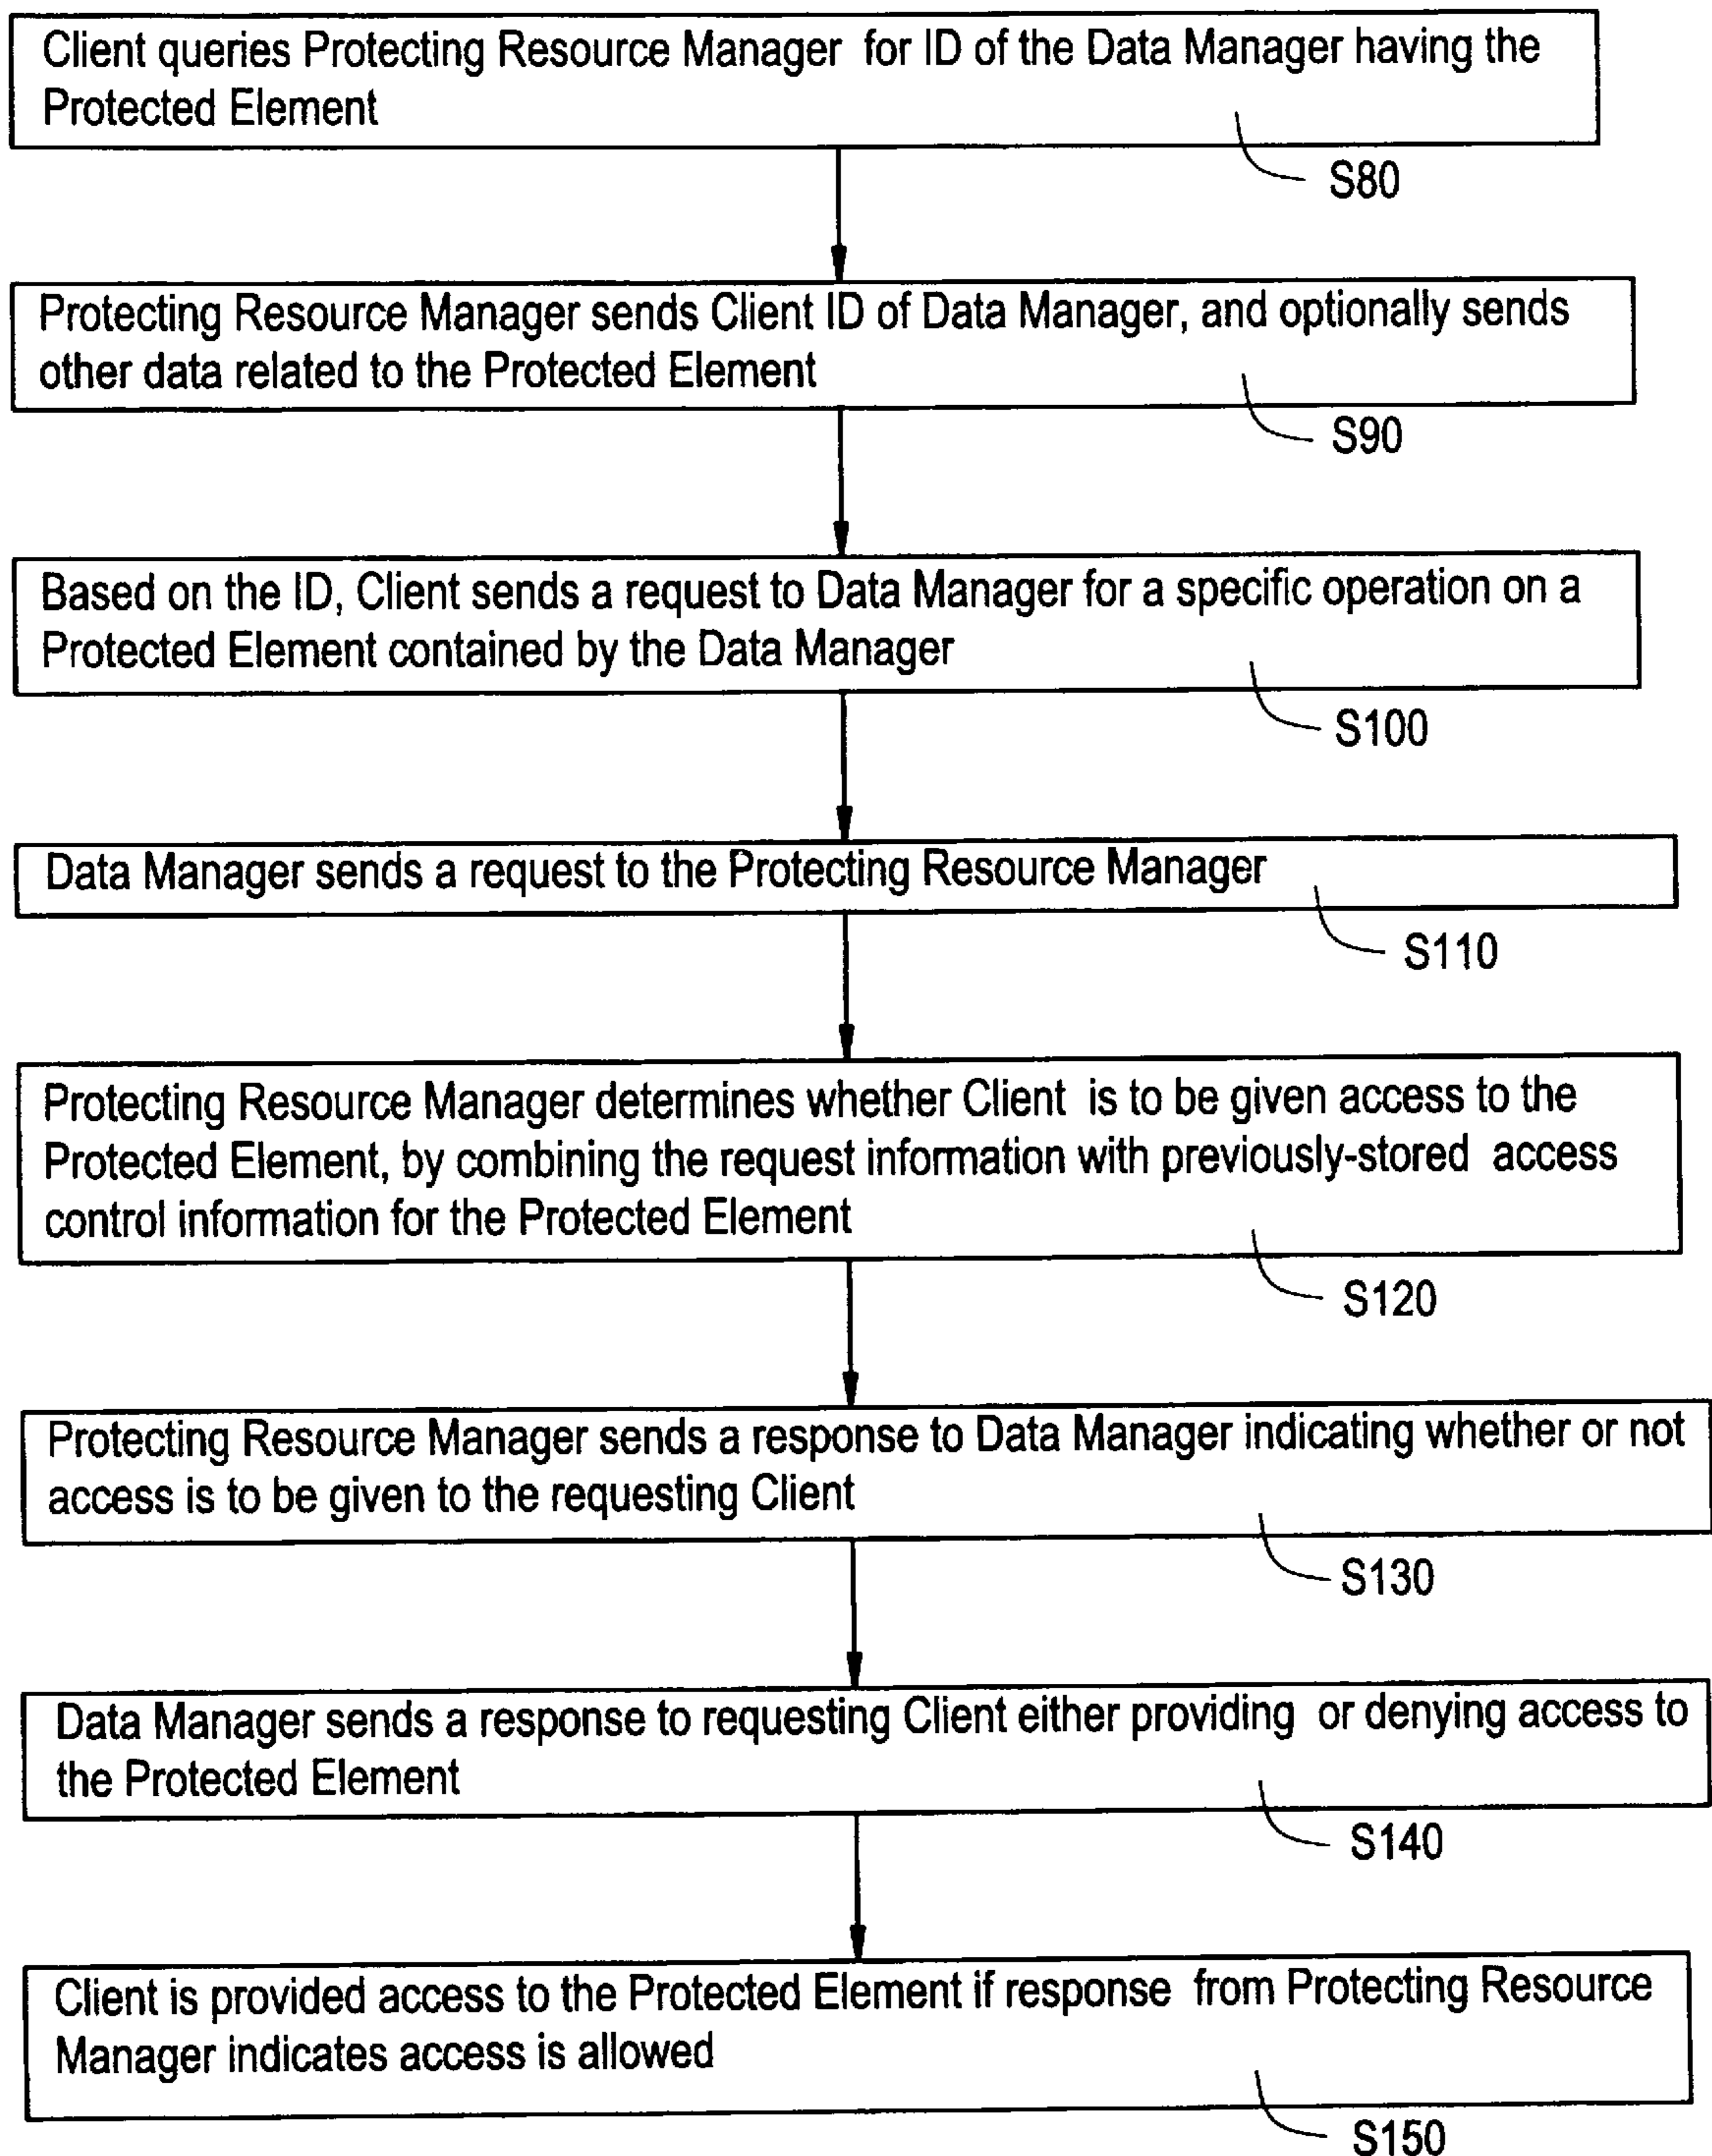 Client queries Protecting Resource Manager for ID of the Data Manager having the
Protected Element
S80
Protecting Resource Manager sends Client ID of Data Manager, and optionally sends
other data related to the Protected Element
S90
Based on the ID, Client sends a request to Data Manager for a specific operation on a
Protected Element contained by the Data Manager
S100
Data Manager sends a request to the Protecting Resource Manager
S110
Protecting Resource Manager determines whether Client is to be given access to the
Protected Element, by combining the request information with previously-stored access
control information for the Protected Element
S120
Protecting Resource Manager sends a response to Data Manager indicating whether or not
access is to be given to the requesting Client
S130
Data Manager sends a response to requesting Client either providing or denying access to
the Protected Element
S140
Client is provided access to the Protected Element if response from Protecting Resource
Manager indicates access is allowed
S150